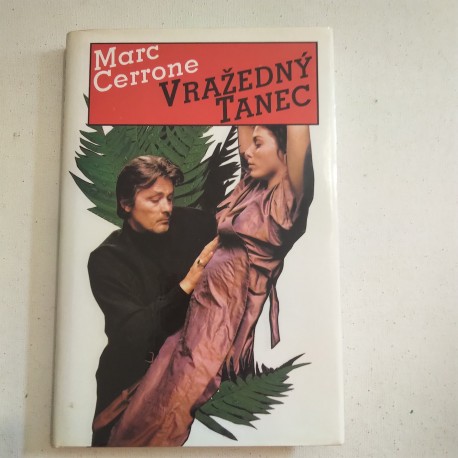 Marc
Cerrone
VRAŽEDNÝ
TANEC